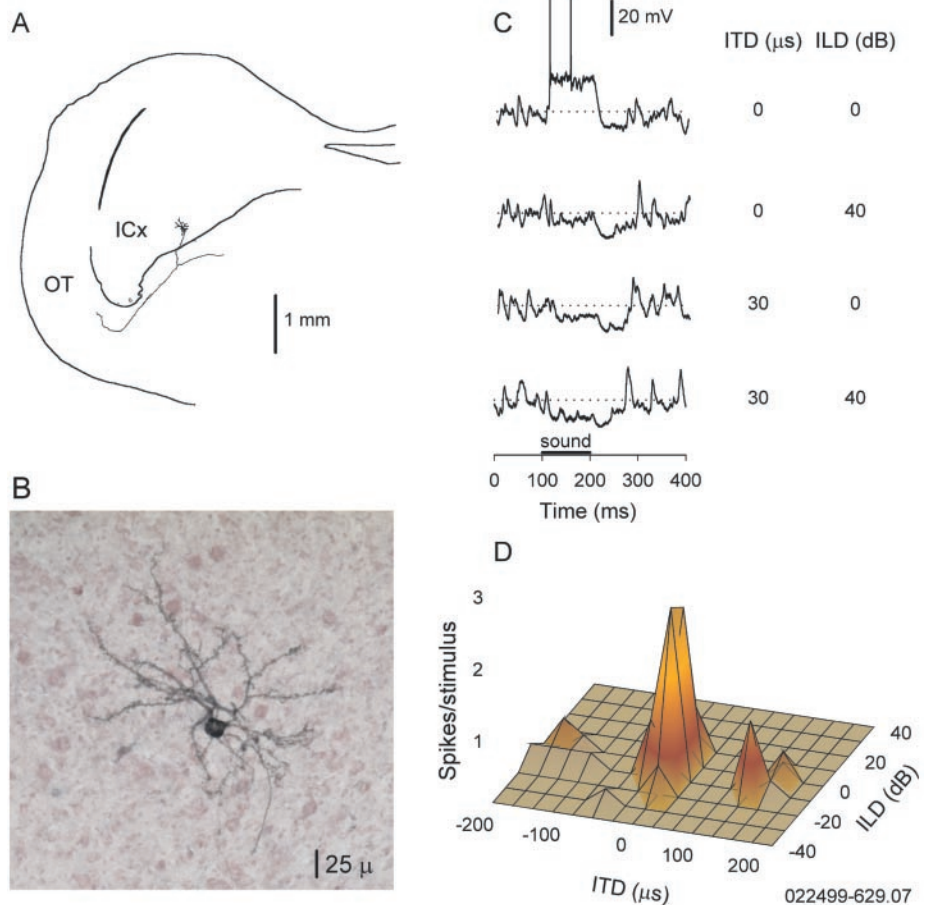 A
ICx
OT
1 mm
B
25 μ
C
20 mV
ITD (μs) ILD (dB)
0 0
0 40
30 0
30 40
sound
0 100 200 300 400
Time (ms)
D
Spikes/stimulus
3
2
1
-200 -100 0 100 200
ITD (μs)
40
20
0
-20
-40
ILD (dB)
022499-629.07